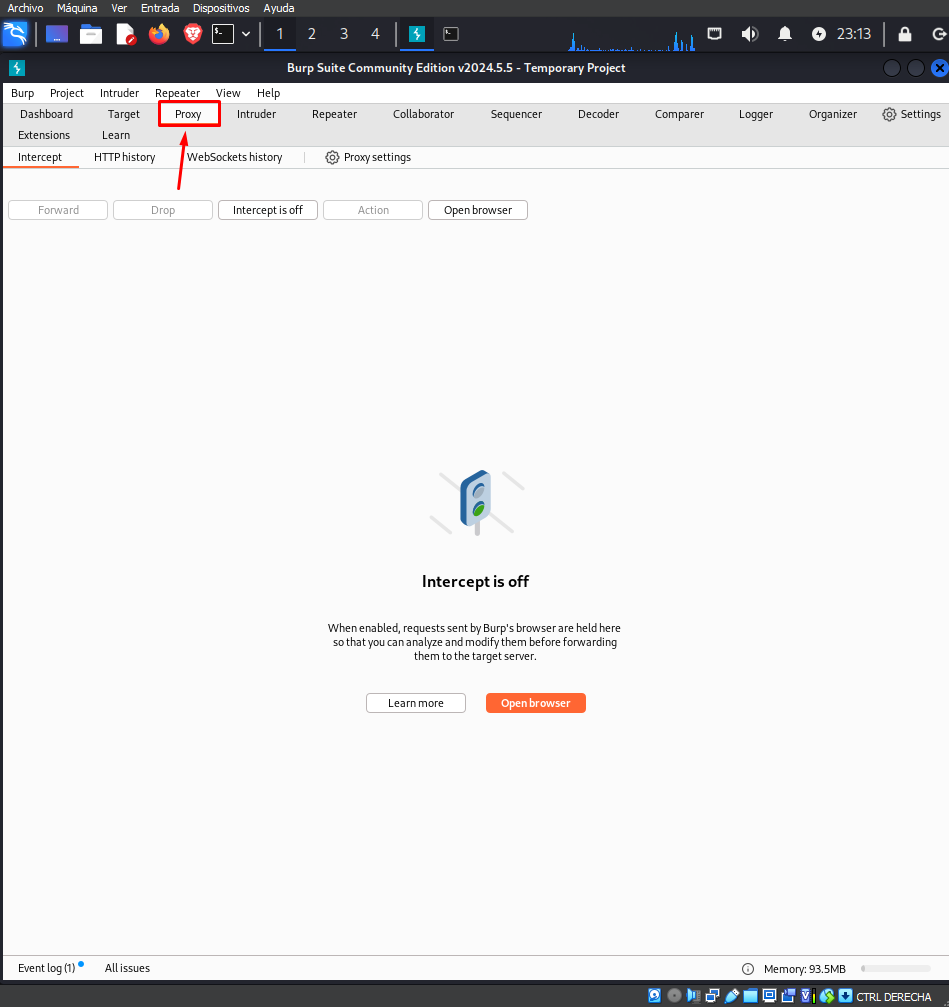 Archivo Máquina Ver Entrada Dispositivos Ayuda
1 2 3 4 23:13
Burp Suite Community Edition v2024.5.5 - Temporary Project
Burp Project Intruder Repeater View Help
Dashboard Target Proxy Intruder Repeater Collaborator Sequencer Decoder Comparer Logger Organizer Settings
Extensions Learn
Intercept HTTP history WebSockets history Proxy settings
Forward Drop Intercept is off Action Open browser
Intercept is off
When enabled, requests sent by Burp's browser are held here
so that you can analyze and modify them before forwarding
them to the target server.
Learn more Open browser
Event log (1) All issues Memory: 93.5MB
CTRL DERECHA